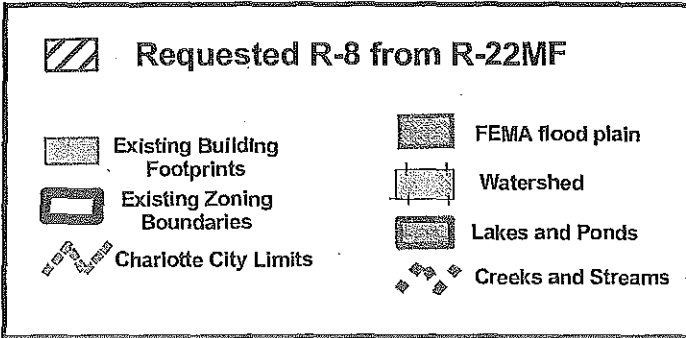 Requested R-8 from R-22MF
Existing Building
Footprints
Existing Zoning
Boundaries
Charlotte City Limits
FEMA flood plain
Watershed
Lakes and Ponds
Creeks and Streams